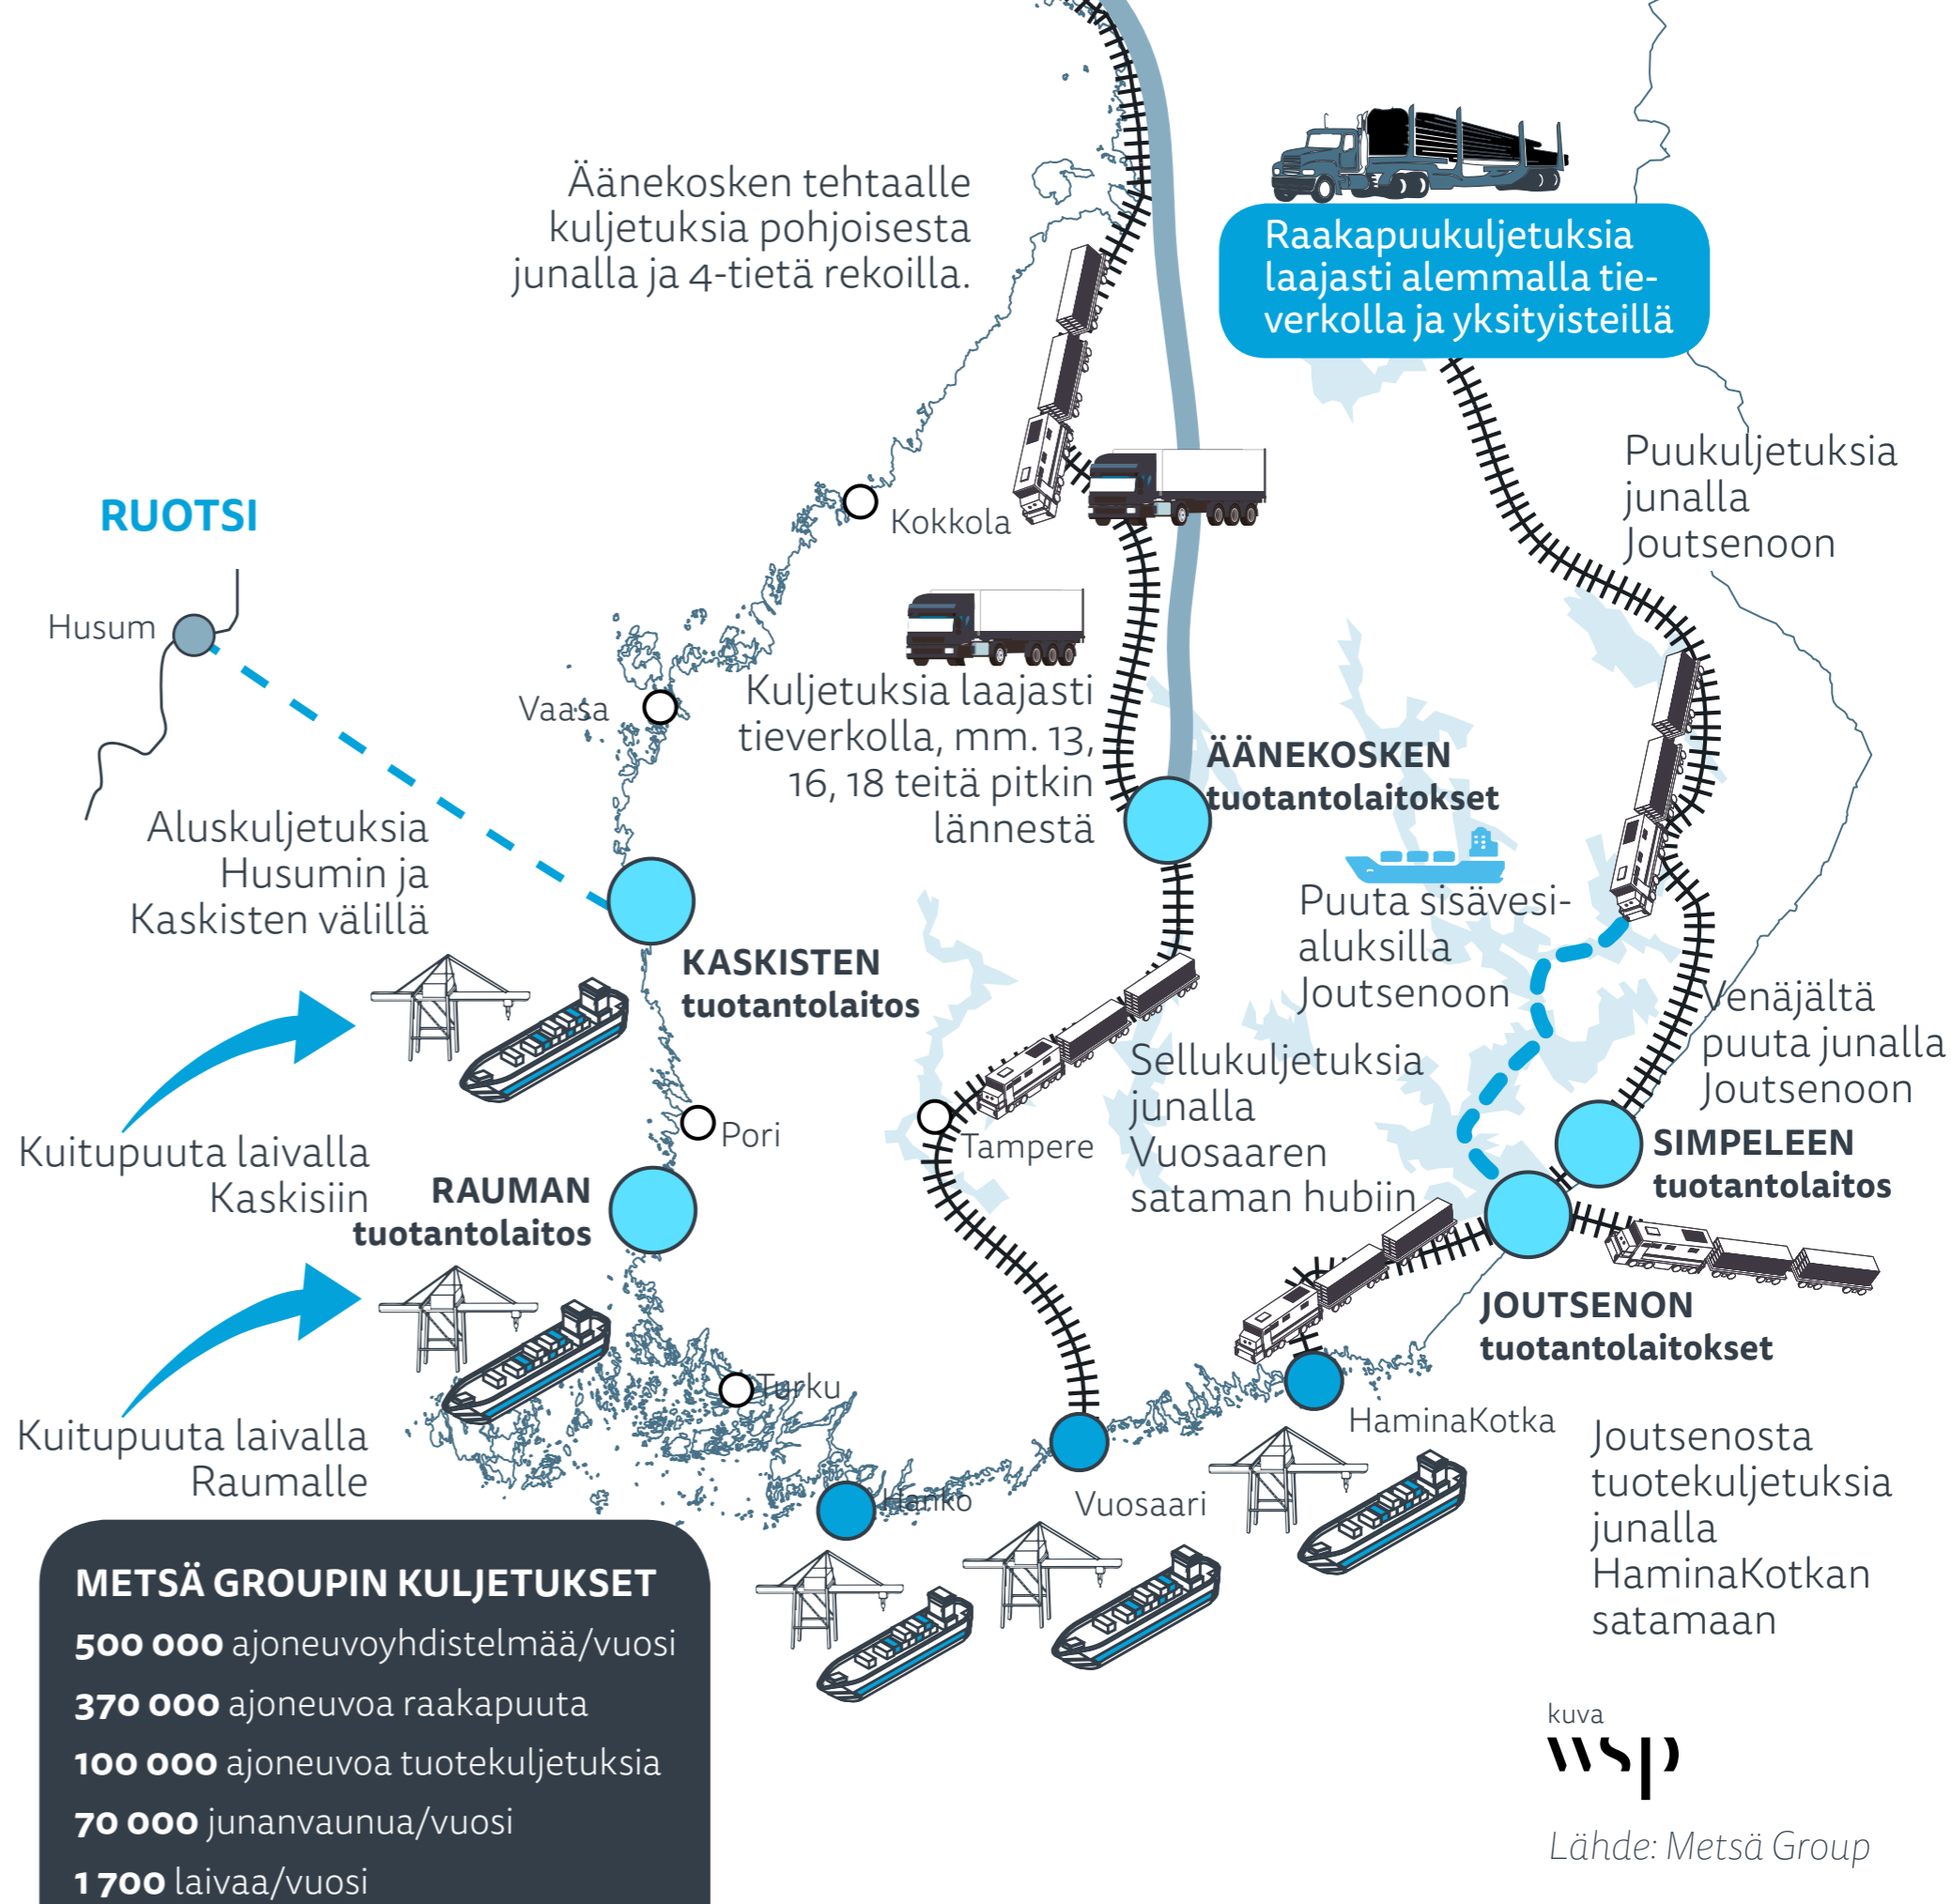 Äänekosken tehtaalle
kuljetuksia pohjoisesta
junalla ja 4-tietä rekoilla.
Raakapuukuljetuksia
laajasti alemmalla tie-
verkolla ja yksityisteillä
Puukuljetuksia
junalla
Joutsenoon
RUOTSI
Husum
Kokkola
Vaasa
Kuljetuksia laajasti
tieverkolla, mm. 13,
16, 18 teitä pitkin
lännestä
ÄÄNEKOSKEN
tuotantolaitokset
Aluskuljetuksia
Husumin ja
Kaskisten välillä
KASKISTEN
tuotantolaitos
Puuta sisävesi-
aluksilla
Joutsenoon
Venäjältä
puuta junalla
Joutsenoon
Sellukuljetuksia
junalla
Vuosaaren
sataman hubiin
Kuitupuuta laivalla
Kaskisiin
Pori
Tampere
SIMPELEEN
tuotantolaitos
RAUMAN
tuotantolaitos
JOUTSENON
tuotantolaitokset
Kuitupuuta laivalla
Raumalle
Turku
Hanko
Vuosaari
HaminaKotka
Joutsenosta
tuotekuljetuksia
junalla
HaminaKotkan
satamaan
METSÄ GROUPIN KULJETUKSET
500 000 ajoneuvoyhdistelmää/vuosi
370 000 ajoneuvoa raakapuuta
100 000 ajoneuvoa tuotekuljetuksia
70 000 junanvaunua/vuosi
1 700 laivaa/vuosi
kuva
wsp
Lähde: Metsä Group